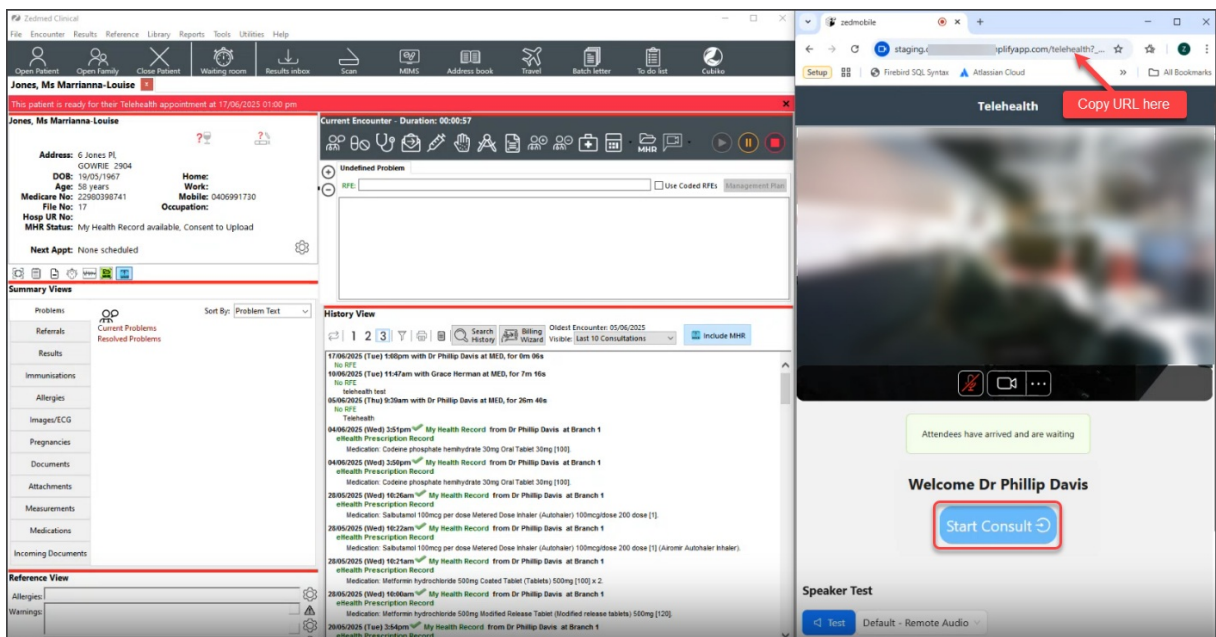 Zedmed Clinical
File Encounter Results Reference Library Reports Tools Utilities Help
Open Patient Open Family Close Patient Waiting room Results inbox Scan MIMS Address book Travel Batch letter To do list Cubiko
Jones, Ms Marrianna-Louise
This patient is ready for their Telehealth appointment at 17/06/2025 01:00 pm
Jones, Ms Marrianna-Louise
Address: 6 Jones Pl,
GOWRIE 2904
DOB: 19/05/1967 Home:
Age: 58 years Work:
Medicare No: 22980398741 Mobile: 0406991730
File No: 17 Occupation:
Hosp UR No:
MHR Status: My Health Record available, Consent to Upload
Next Appt: None scheduled
Summary Views
Problems
Referrals
Results
Immunisations
Allergies
Images/ECG
Pregnancies
Documents
Attachments
Measurements
Medications
Incoming Documents
Sort By: Problem Text
Current Problems
Resolved Problems
Reference View
Allergies:
Warnings:
Current Encounter - Duration: 00:00:57
MHR
Undefined Problem
RFE: Use Coded RFEs Management Plan
History View
1 2 3 Search History Billing Wizard Oldest Encounter: 05/06/2025
Visible: Last 10 Consultations Include MHR
17/06/2025 (Tue) 1:08pm with Dr Phillip Davis at MED, for 0m 06s
No RFE
10/06/2025 (Tue) 11:47am with Grace Herman at MED, for 7m 16s
No RFE
telehealth test
05/06/2025 (Thu) 9:39am with Dr Phillip Davis at MED, for 26m 40s
No RFE
Telehealth
04/06/2025 (Wed) 3:51pm My Health Record from Dr Phillip Davis at Branch 1
eHealth Prescription Record
Medication: Codeine phosphate hemihydrate 30mg Oral Tablet 30mg [100].
04/06/2025 (Wed) 3:50pm My Health Record from Dr Phillip Davis at Branch 1
eHealth Prescription Record
Medication: Codeine phosphate hemihydrate 30mg Oral Tablet 30mg [100].
28/05/2025 (Wed) 10:26am My Health Record from Dr Phillip Davis at Branch 1
eHealth Prescription Record
Medication: Salbutamol 100mcg per dose Metered Dose Inhaler (Autohaler) 100mcg/dose 200 dose [1].
28/05/2025 (Wed) 10:22am My Health Record from Dr Phillip Davis at Branch 1
eHealth Prescription Record
Medication: Salbutamol 100mcg per dose Metered Dose Inhaler (Autohaler) 100mcg/dose 200 dose [1] (Airomir Autohaler Inhaler).
28/05/2025 (Wed) 10:21am My Health Record from Dr Phillip Davis at Branch 1
eHealth Prescription Record
Medication: Metformin hydrochloride 500mg Coated Tablet (Tablets) 500mg [100] x 2.
28/05/2025 (Wed) 10:00am My Health Record from Dr Phillip Davis at Branch 1
eHealth Prescription Record
Medication: Metformin hydrochloride 500mg Modified Release Tablet (Modified release tablets) 500mg [120].
20/05/2025 (Tue) 3:54pm My Health Record from Dr Phillip Davis at Branch 1
eHealth Prescription Record
zedmobile
staging. plifyapp.com/telehealth?_...
Setup Firebird SQL Syntax Atlassian Cloud » All Bookmarks
Telehealth
Copy URL here
Attendees have arrived and are waiting
Welcome Dr Phillip Davis
Start Consult
Speaker Test
Test Default - Remote Audio